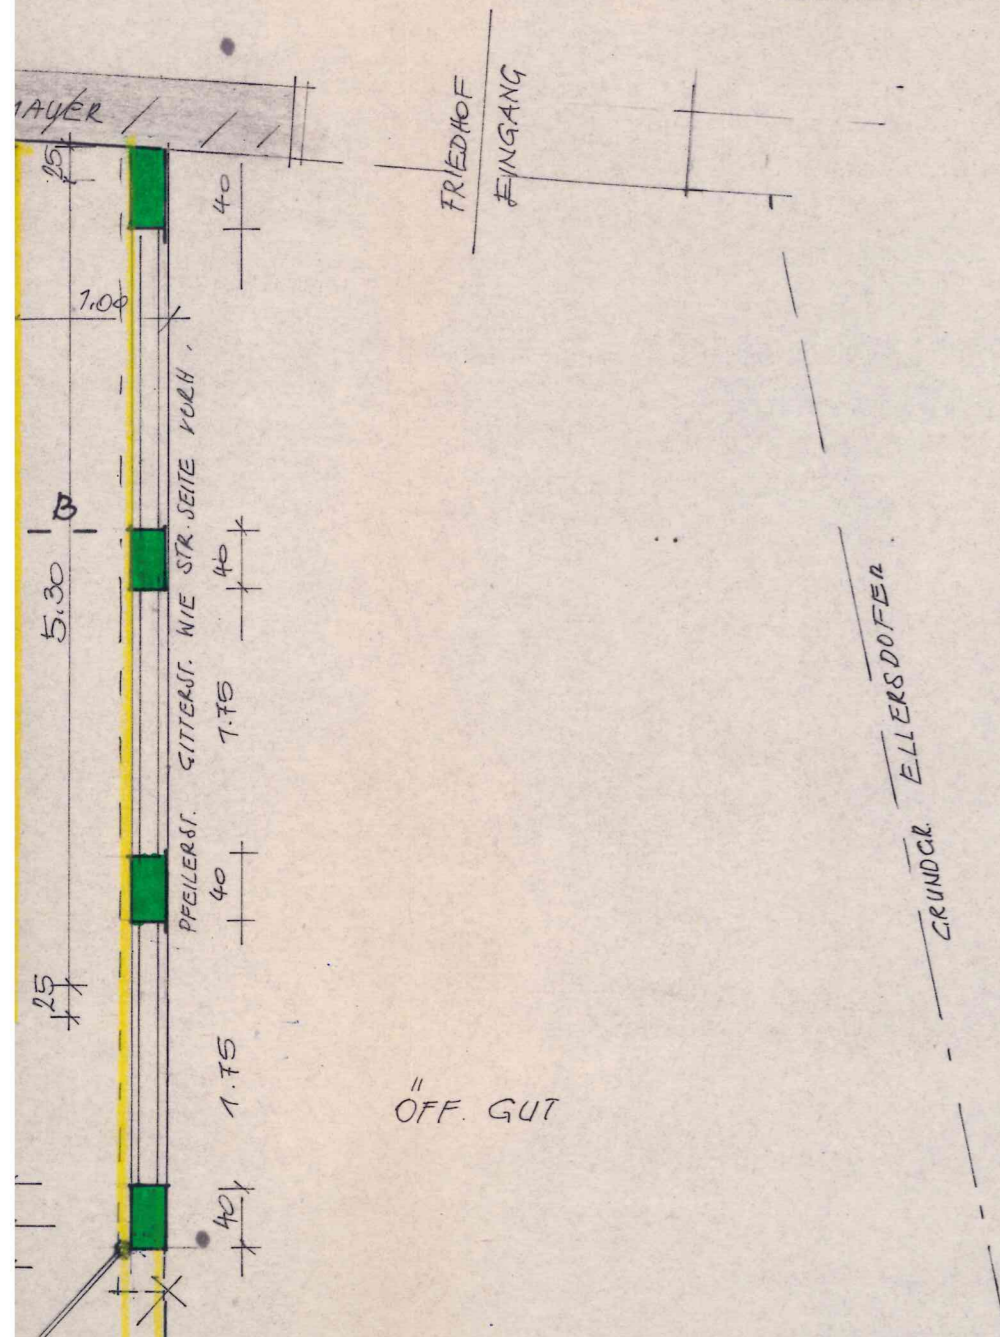 MAUER
FRIEDHOF
EINGANG
25
40
1.00
PFEILERST. GITTERST. WIE STR. SEITE VORH.
B
5.30
40
1.75
GRUNDGR. ELLERSDOFER
40
25
1.75
ÖFF. GUT
40